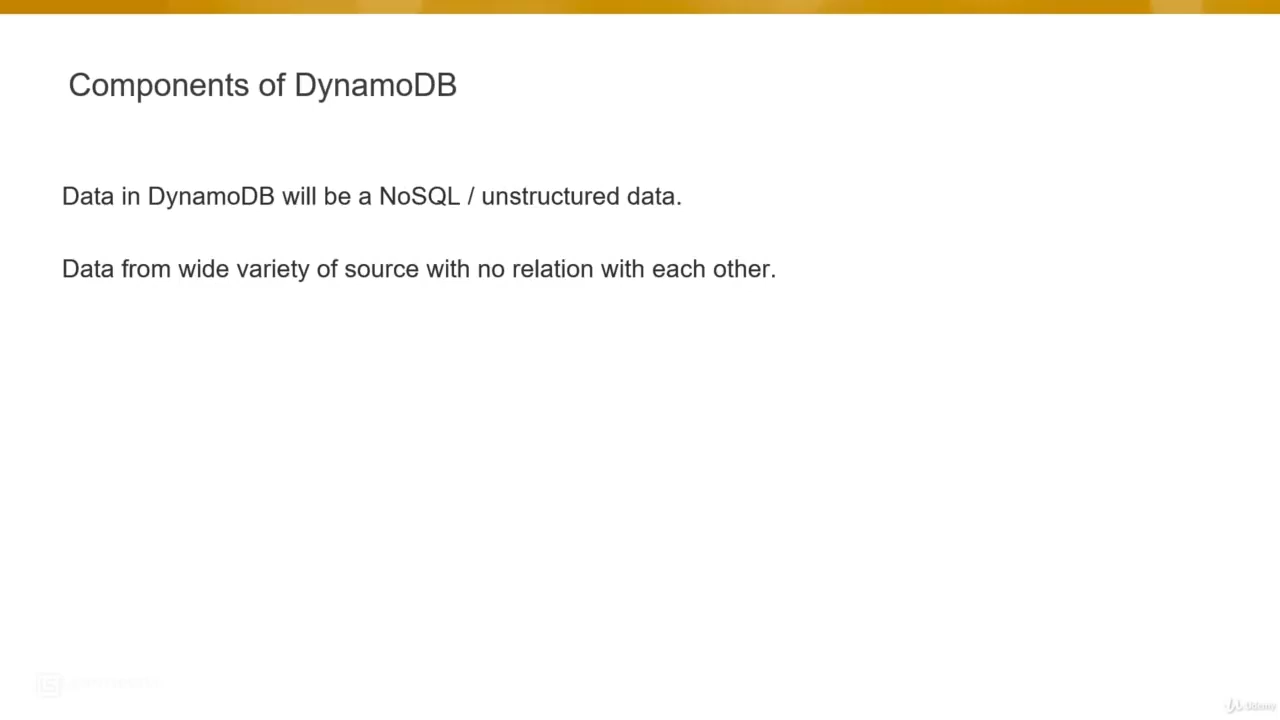 Components of DynamoDB
Data in DynamoDB will be a NoSQL / unstructured data.
Data from wide variety of source with no relation with each other.
Udemy